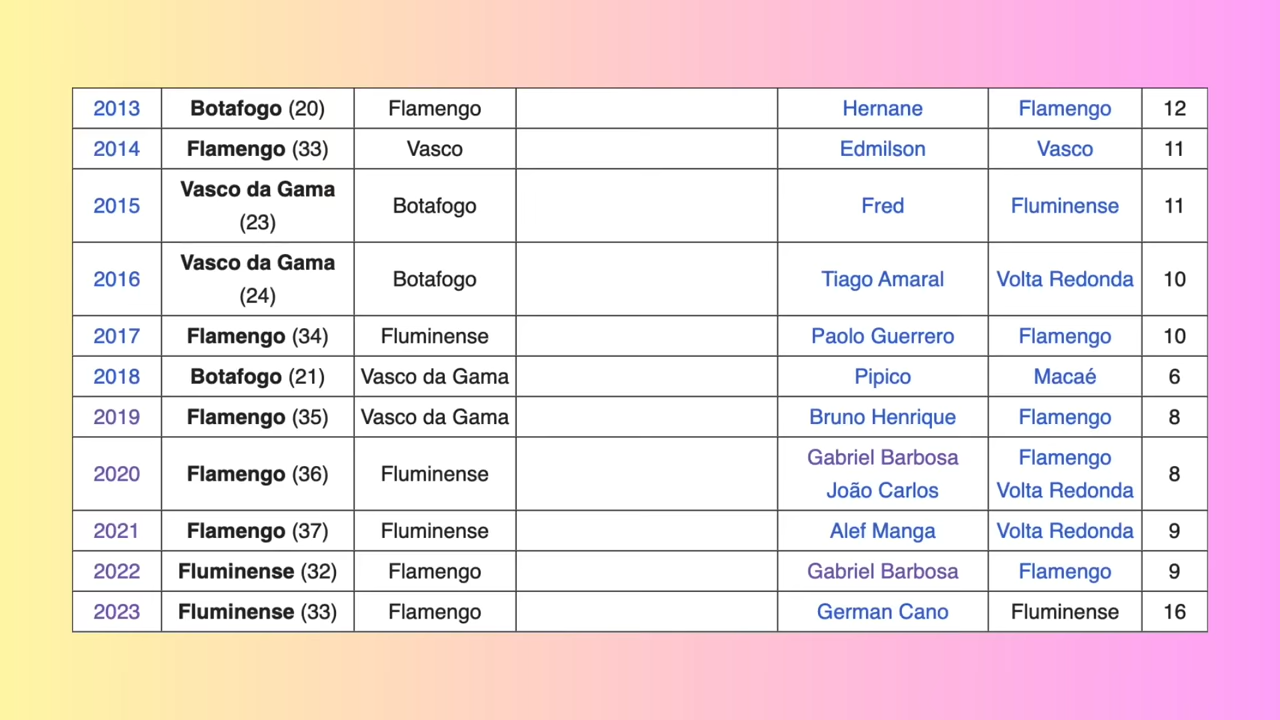 2013 Botafogo (20) Flamengo Hernane Flamengo 12
2014 Flamengo (33) Vasco Edmilson Vasco 11
2015 Vasco da Gama (23) Botafogo Fred Fluminense 11
2016 Vasco da Gama (24) Botafogo Tiago Amaral Volta Redonda 10
2017 Flamengo (34) Fluminense Paolo Guerrero Flamengo 10
2018 Botafogo (21) Vasco da Gama Pipico Macaé 6
2019 Flamengo (35) Vasco da Gama Bruno Henrique Flamengo 8
2020 Flamengo (36) Fluminense Gabriel Barbosa Flamengo 8
João Carlos Volta Redonda
2021 Flamengo (37) Fluminense Alef Manga Volta Redonda 9
2022 Fluminense (32) Flamengo Gabriel Barbosa Flamengo 9
2023 Fluminense (33) Flamengo German Cano Fluminense 16